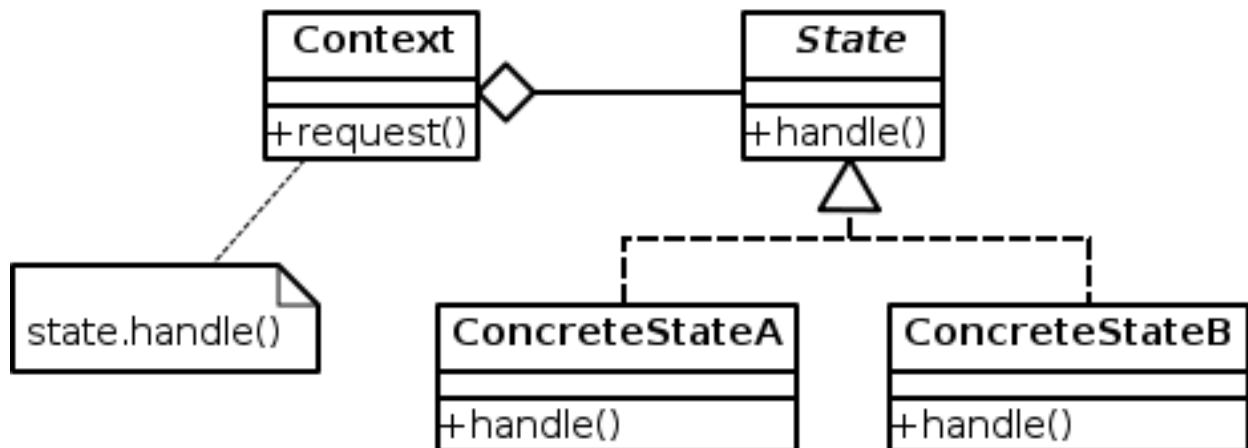 Context
+request()
State
+handle()
state.handle()
ConcreteStateA
+handle()
ConcreteStateB
+handle()